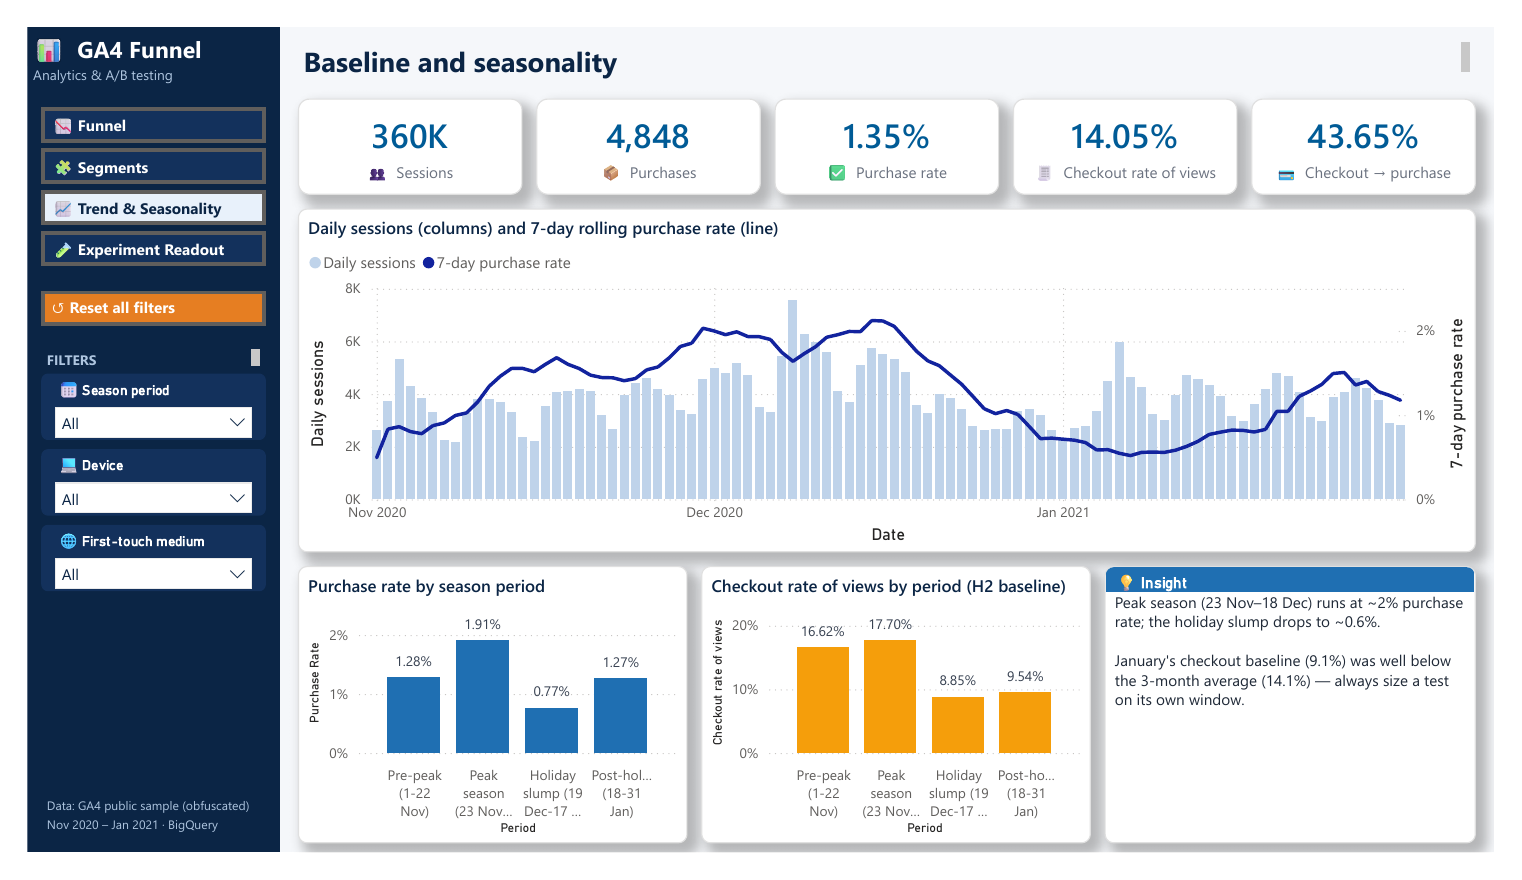 GA4 Funnel
Analytics & A/B testing
Funnel
Segments
Trend & Seasonality
Experiment Readout
↺ Reset all filters
FILTERS
Season period
All
Device
All
First-touch medium
All
Data: GA4 public sample (obfuscated)
Nov 2020 – Jan 2021 · BigQuery
Baseline and seasonality
360K
Sessions
4,848
Purchases
1.35%
Purchase rate
14.05%
Checkout rate of views
43.65%
Checkout → purchase
Daily sessions (columns) and 7-day rolling purchase rate (line)
Daily sessions 7-day purchase rate
8K
6K
4K
2K
0K
Daily sessions
2%
1%
0%
7-day purchase rate
Nov 2020 Dec 2020 Jan 2021
Date
Purchase rate by season period
Purchase Rate
2%
1%
0%
1.28%
1.91%
0.77%
1.27%
Pre-peak (1-22 Nov)
Peak season (23 Nov...
Holiday slump (19 Dec-17 ...
Post-hol... (18-31 Jan)
Period
Checkout rate of views by period (H2 baseline)
Checkout rate of views
20%
10%
0%
16.62%
17.70%
8.85%
9.54%
Pre-peak (1-22 Nov)
Peak season (23 Nov...
Holiday slump (19 Dec-17 ...
Post-ho... (18-31 Jan)
Period
Insight
Peak season (23 Nov–18 Dec) runs at ~2% purchase
rate; the holiday slump drops to ~0.6%.
January's checkout baseline (9.1%) was well below
the 3-month average (14.1%) — always size a test
on its own window.